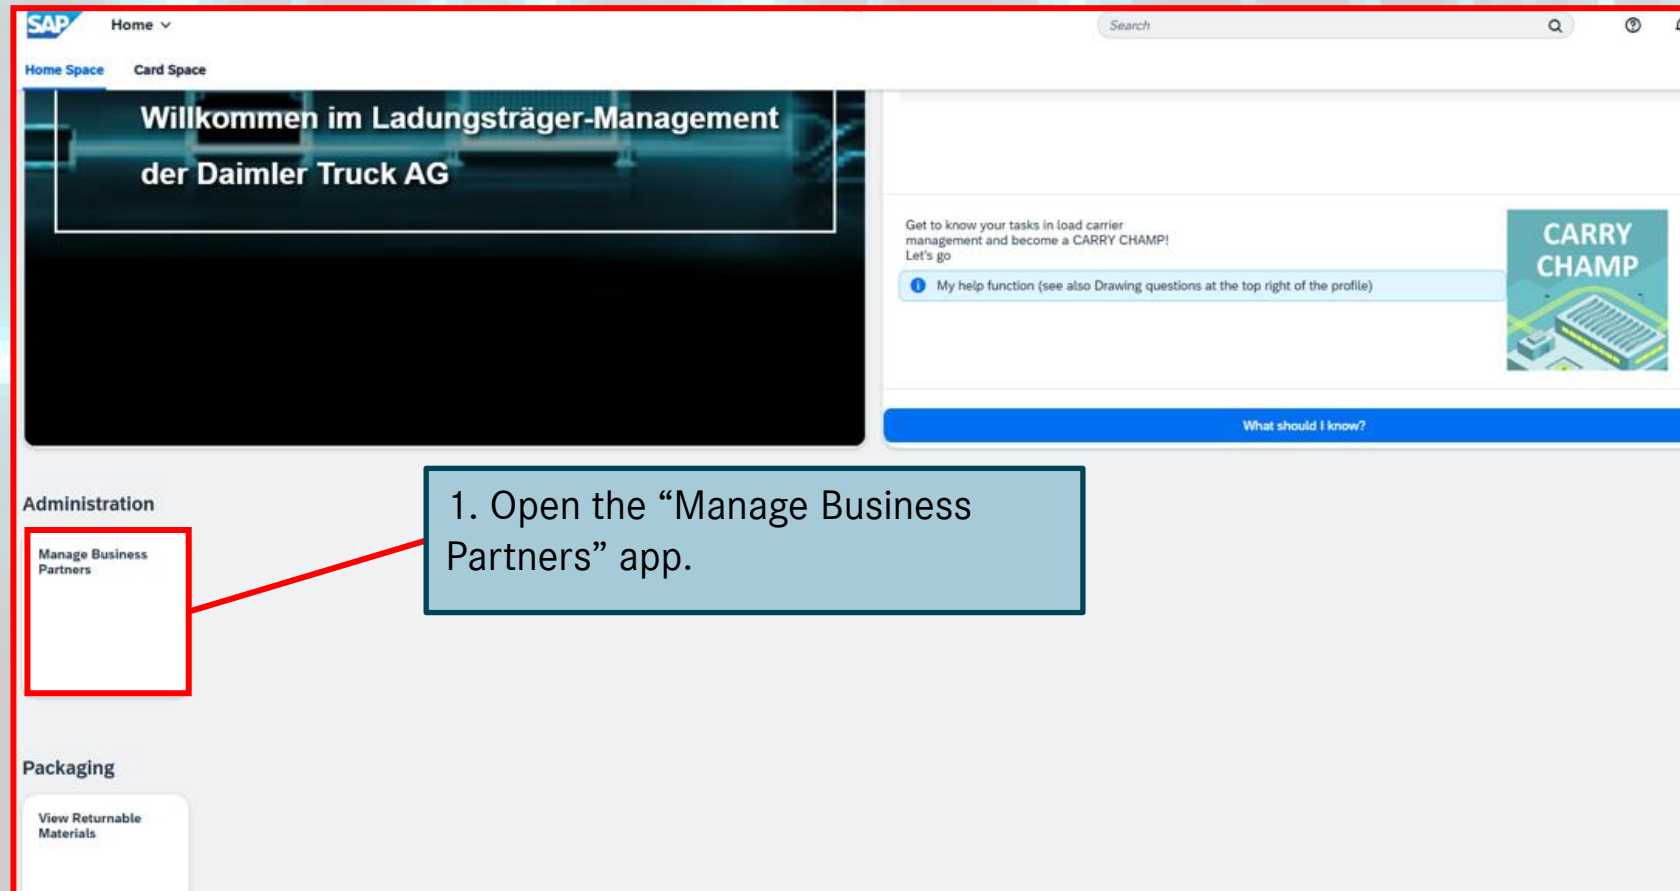 SAP Home Search
Home Space Card Space
Willkommen im Ladungsträger-Management
der Daimler Truck AG
Get to know your tasks in load carrier
management and become a CARRY CHAMP!
Let's go
My help function (see also Drawing questions at the top right of the profile)
CARRY
CHAMP
What should I know?
Administration
Manage Business
Partners
1. Open the “Manage Business
Partners” app.
Packaging
View Returnable
Materials